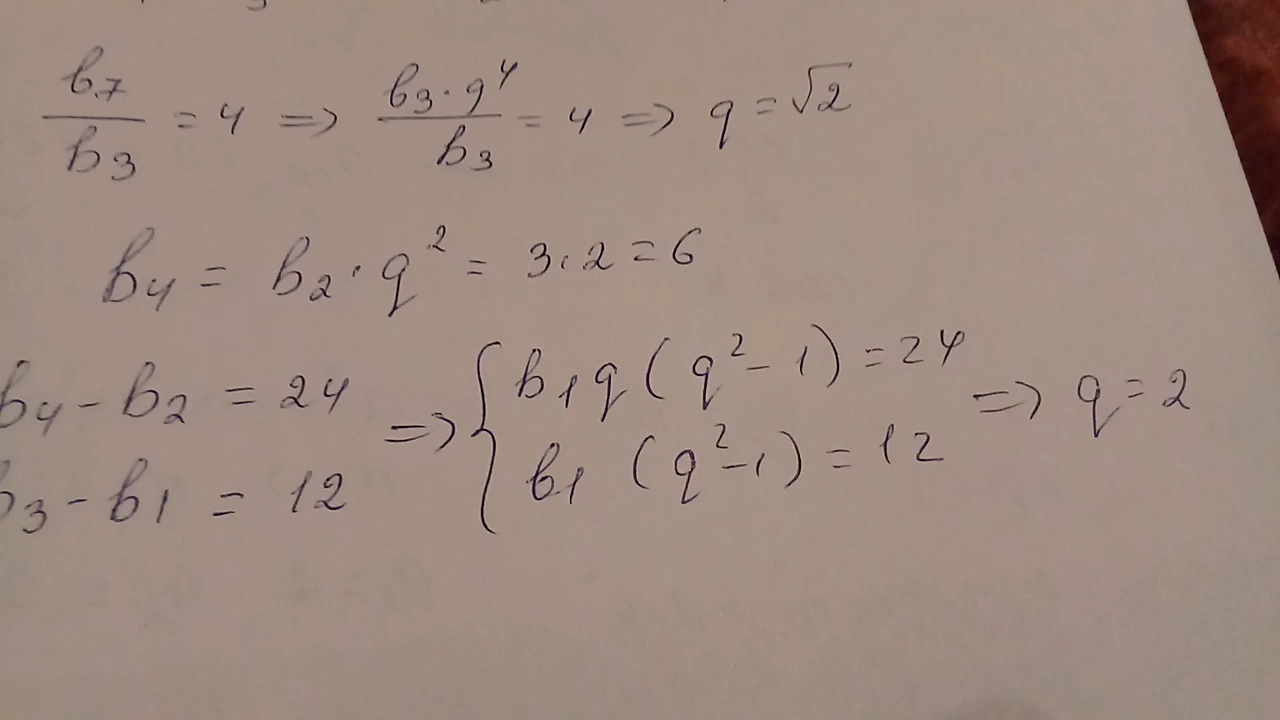 b₇/b₃ = 4 => b₃·q⁴/b₃ = 4 => q = √2
b₄ = b₂·q² = 3·2 = 6
b₄ - b₂ = 24 => { b₁q(q² - 1) = 24 => q = 2
b₃ - b₁ = 12 b₁(q² - 1) = 12